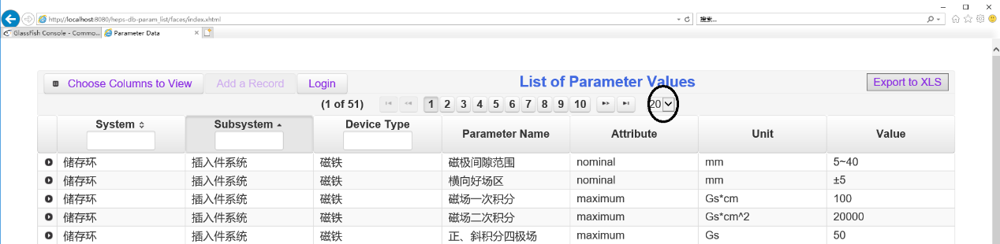 http://localhost:8080/heps-db-param_list/faces/index.xhtml
搜索...
GlassFish Console - Commo...
Parameter Data
Choose Columns to View Add a Record Login
List of Parameter Values
Export to XLS
(1 of 51) 1 2 3 4 5 6 7 8 9 10 20
System Subsystem Device Type Parameter Name Attribute Unit Value
储存环 插入件系统 磁铁 磁极间隙范围 nominal mm 5~40
储存环 插入件系统 磁铁 横向好场区 nominal mm ±5
储存环 插入件系统 磁铁 磁场一次积分 maximum Gs*cm 100
储存环 插入件系统 磁铁 磁场二次积分 maximum Gs*cm^2 20000
储存环 插入件系统 磁铁 正、斜积分四极场 maximum Gs 50